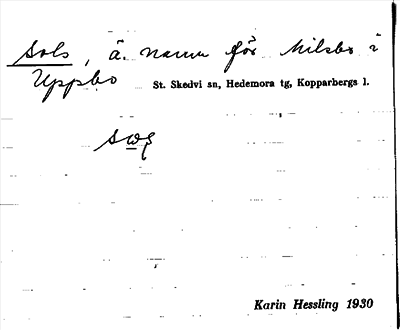 Sols, ä. namn för Milsbo i
Uppbo St. Skedvi sn, Hedemora tg, Kopparbergs l.
Karin Hessling 1930